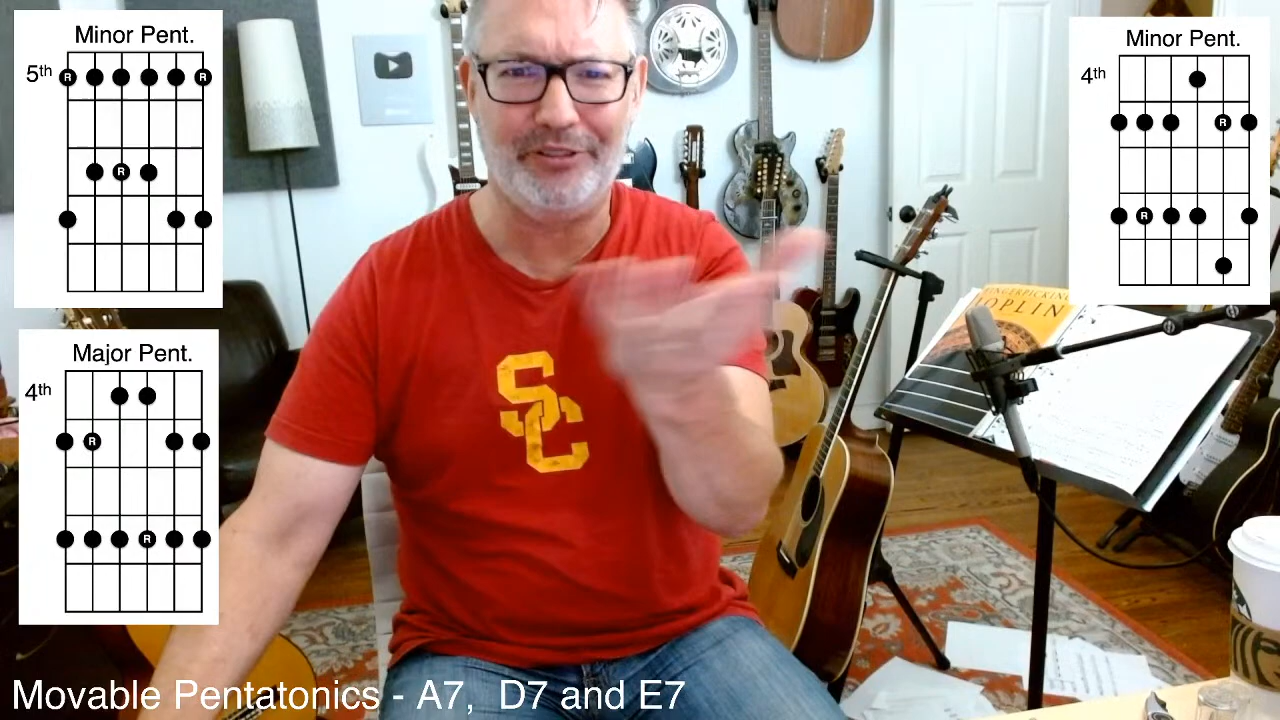 Minor Pent.
5th
R
R
R
Major Pent.
4th
R
R
Minor Pent.
4th
R
R
FINGERPICKING
JOPLIN
SC
Movable Pentatonics - A7, D7 and E7